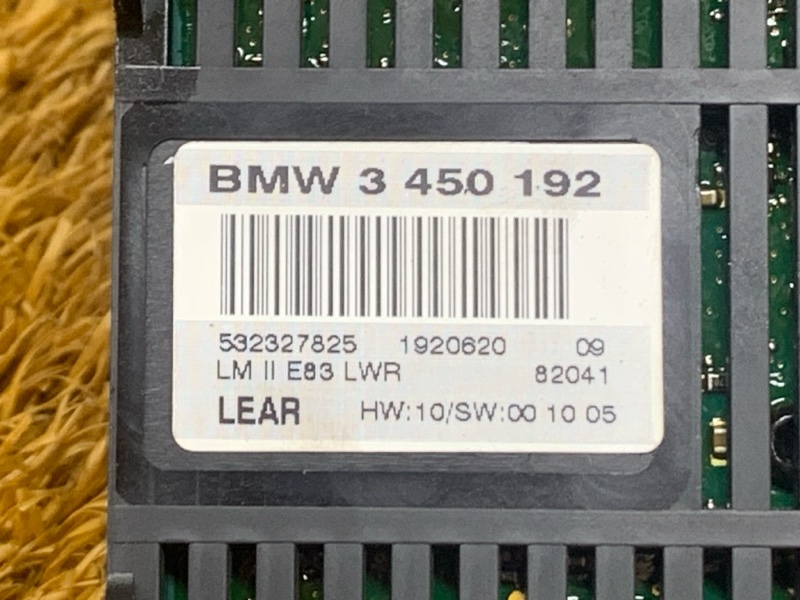 BMW 3 450 192
532327825 1920620 09
LM II E83 LWR 82041
LEAR HW:10/SW:00 10 05